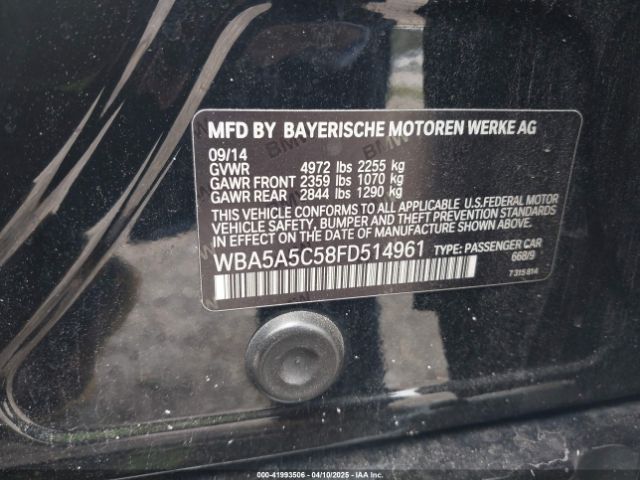 MFD BY BAYERISCHE MOTOREN WERKE AG
09/14
GVWR 4972 lbs 2255 kg
GAWR FRONT 2359 lbs 1070 kg
GAWR REAR 2844 lbs 1290 kg
THIS VEHICLE CONFORMS TO ALL APPLICABLE U.S.FEDERAL MOTOR
VEHICLE SAFETY, BUMPER AND THEFT PREVENTION STANDARDS
IN EFFECT ON THE DATE OF MANUFACTURE SHOWN ABOVE.
WBA5A5C58FD514961 TYPE: PASSENGER CAR
668/9
7 315 814
000-41993506 - 04/10/2025 - IAAI.COM